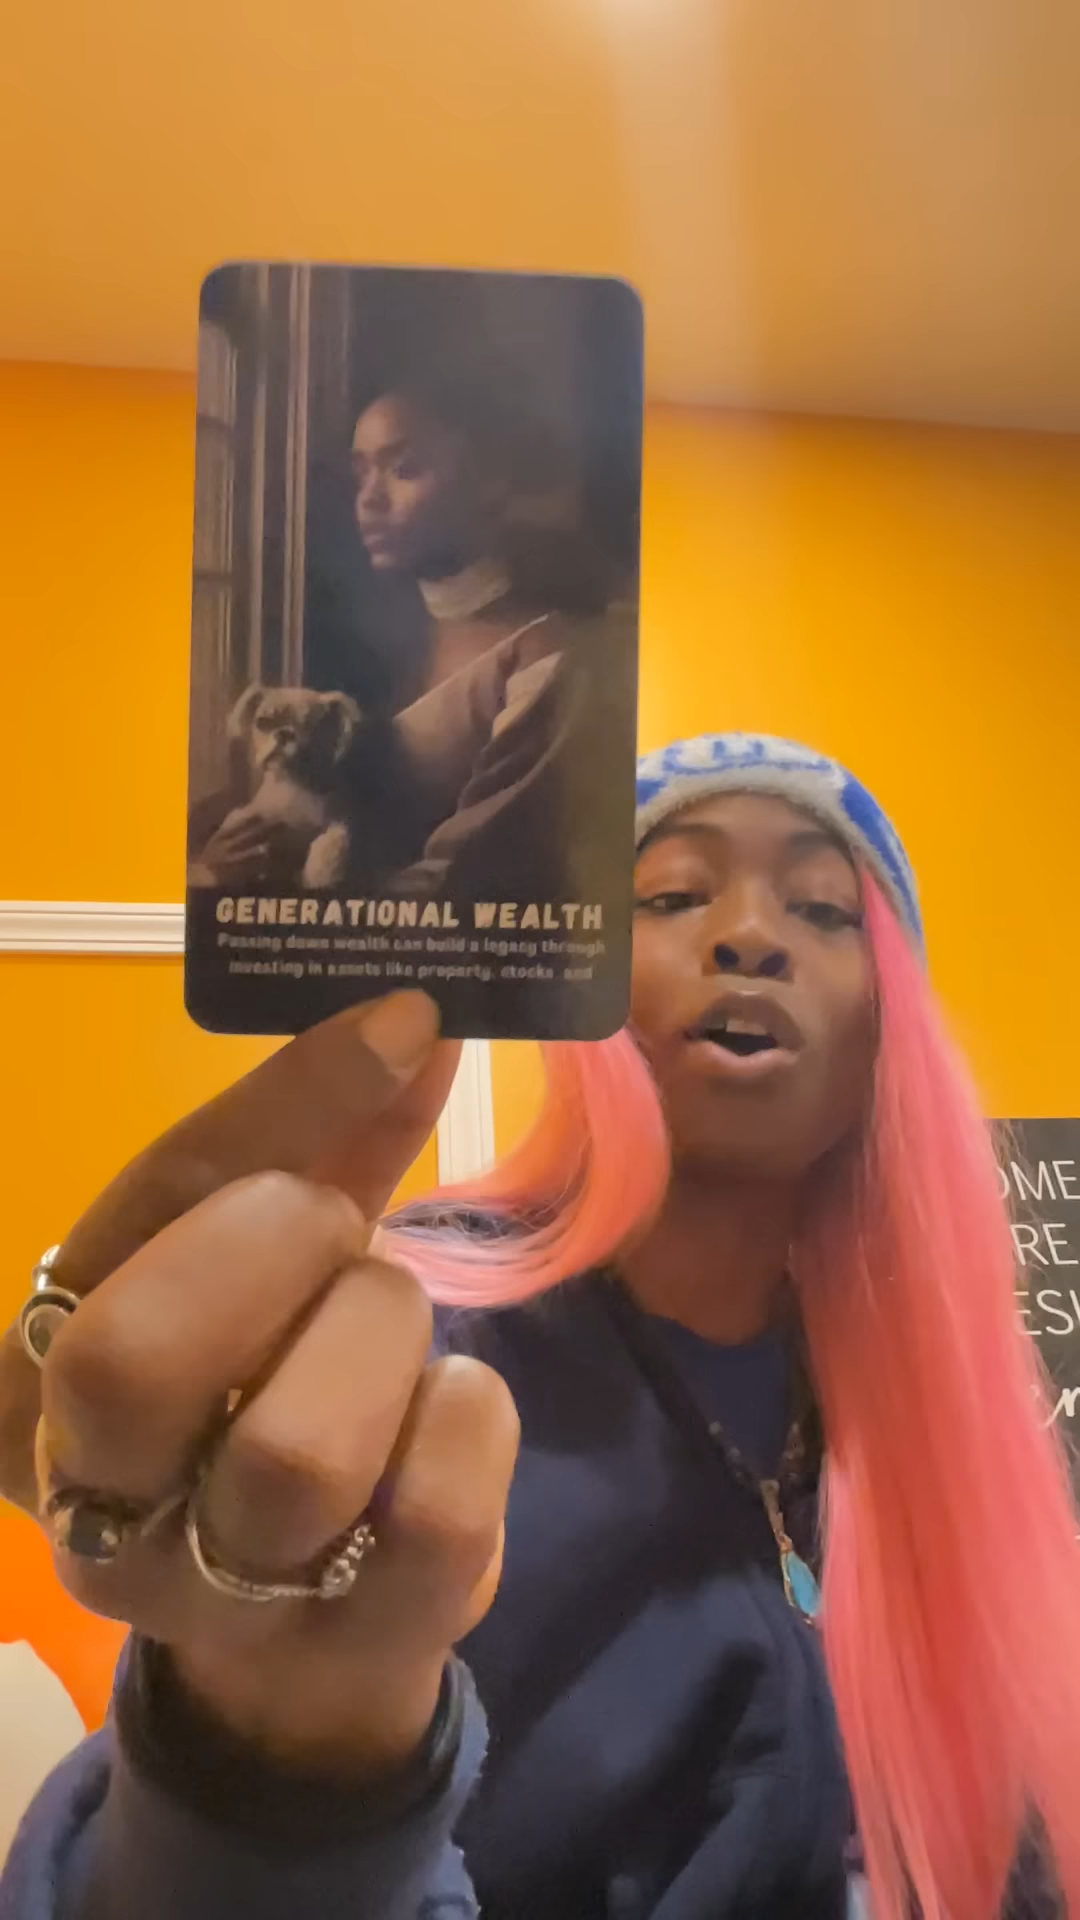 GENERATIONAL WEALTH
Passing down wealth can build a legacy through
investing in assets like property, stocks, and
OME
RE
ESI
er